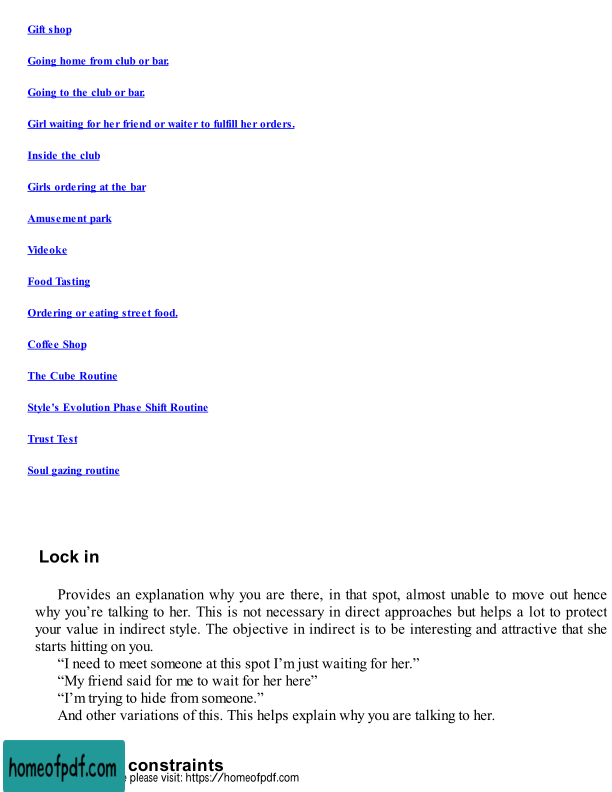 Gift shop
Going home from club or bar.
Going to the club or bar.
Girl waiting for her friend or waiter to fulfill her orders.
Inside the club
Girls ordering at the bar
Amusement park
Videoke
Food Tasting
Ordering or eating street food.
Coffee Shop
The Cube Routine
Style's Evolution Phase Shift Routine
Trust Test
Soul gazing routine
Lock in
Provides an explanation why you are there, in that spot, almost unable to move out hence
why you’re talking to her. This is not necessary in direct approaches but helps a lot to protect
your value in indirect style. The objective in indirect is to be interesting and attractive that she
starts hitting on you.
“I need to meet someone at this spot I’m just waiting for her.”
“My friend said for me to wait for her here”
“I’m trying to hide from someone.”
And other variations of this. This helps explain why you are talking to her.
constraints
homeofpdf.com
please visit: https://homeofpdf.com